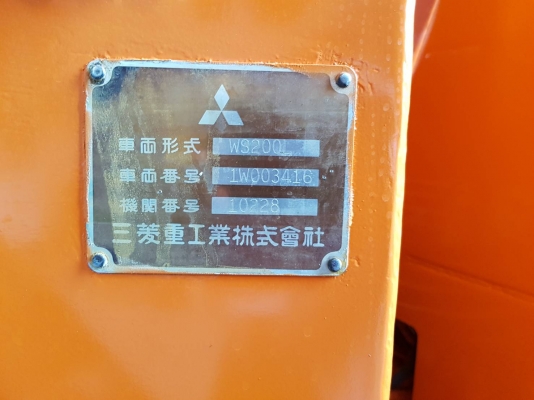 車両形式 WS200L
車両番号 1W003416
機関番号 10228
三菱重工業株式會社